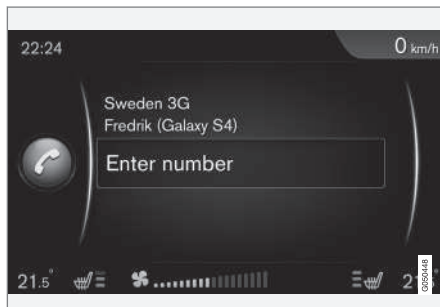 22:24
0 km/h
Sweden 3G
Fredrik (Galaxy S4)
Enter number
21.5°
G050448